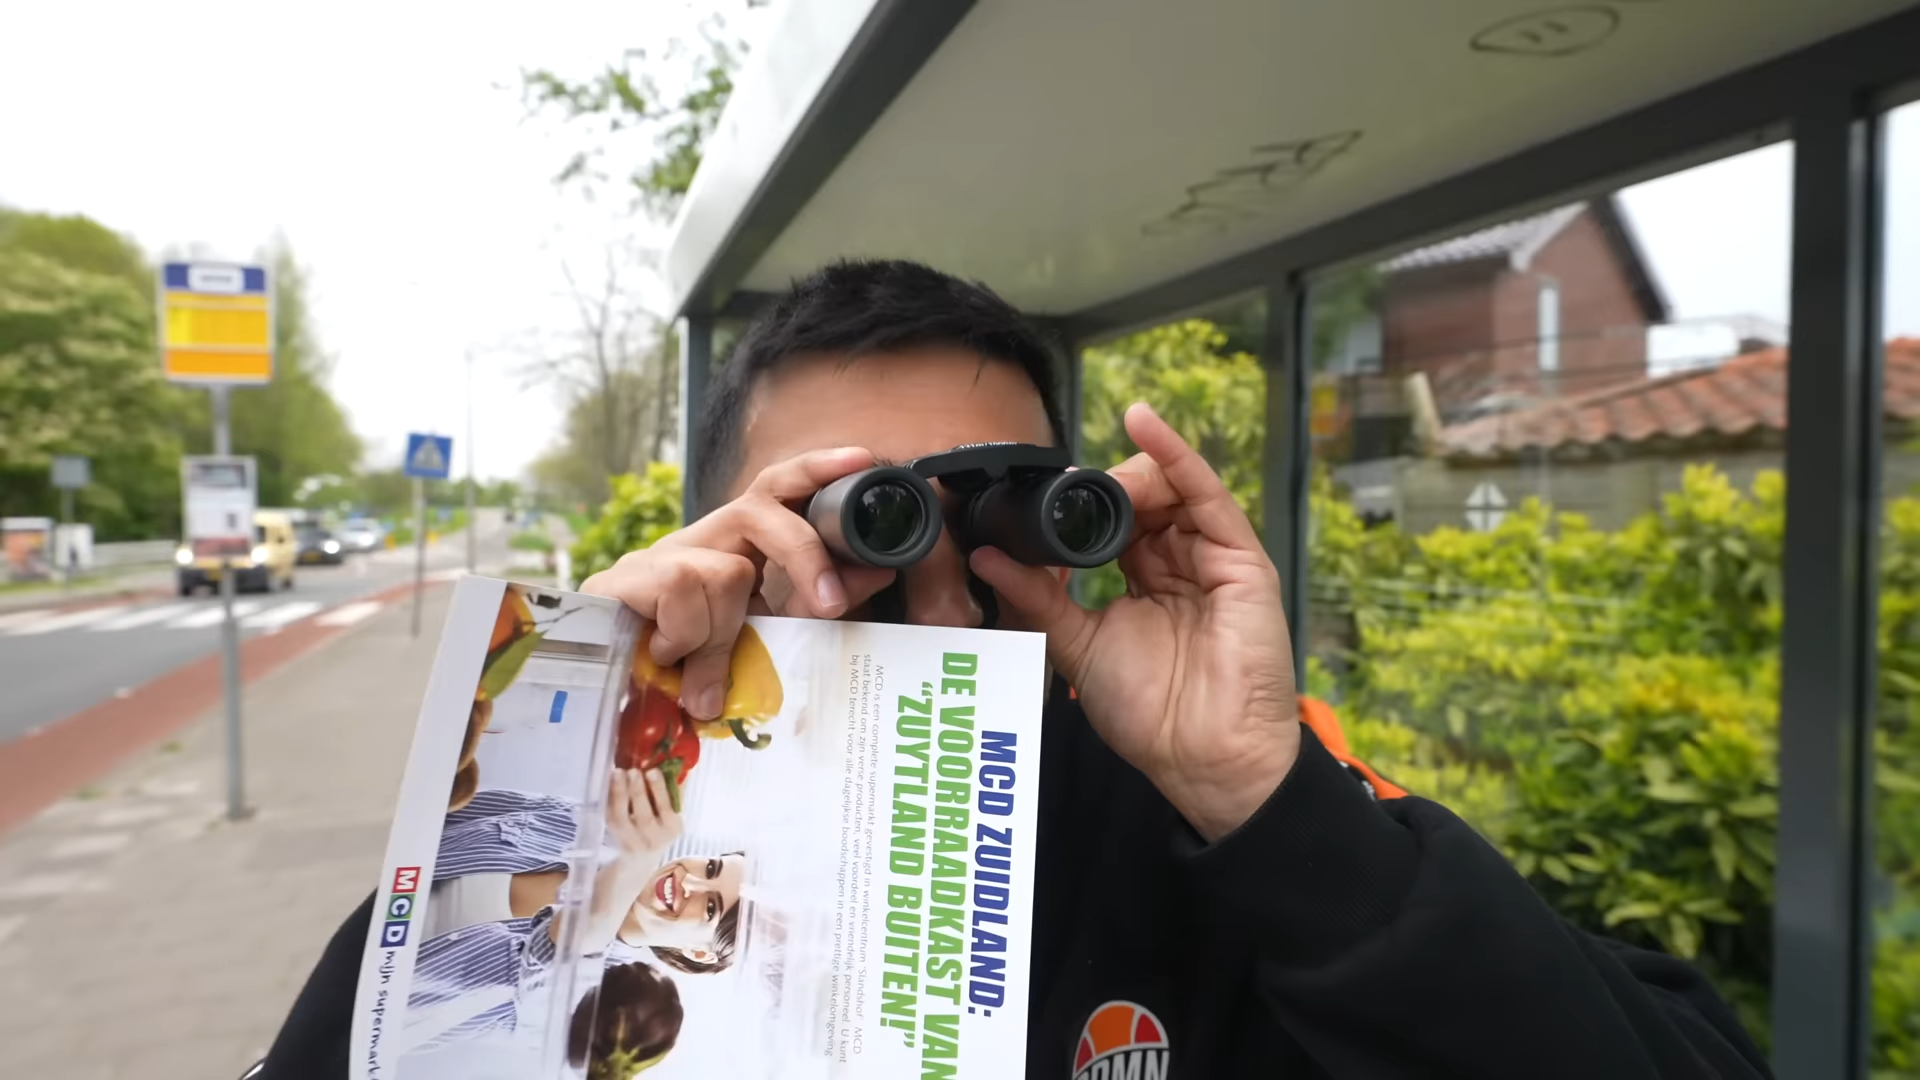 MCD ZUIDLAND:
DE VOORRAADKAST VAN
“ZUYTLAND BUITEN!”
MCD is een complete supermarkt gevestigd in winkelcentrum 'Standshof'. MCD
staat bekend om zijn verse producten, veel voordeel en vriendelijk personeel. U kunt
bij MCD terecht voor alle dagelijkse boodschappen in een prettige winkelomgeving
MCD mijn supermark